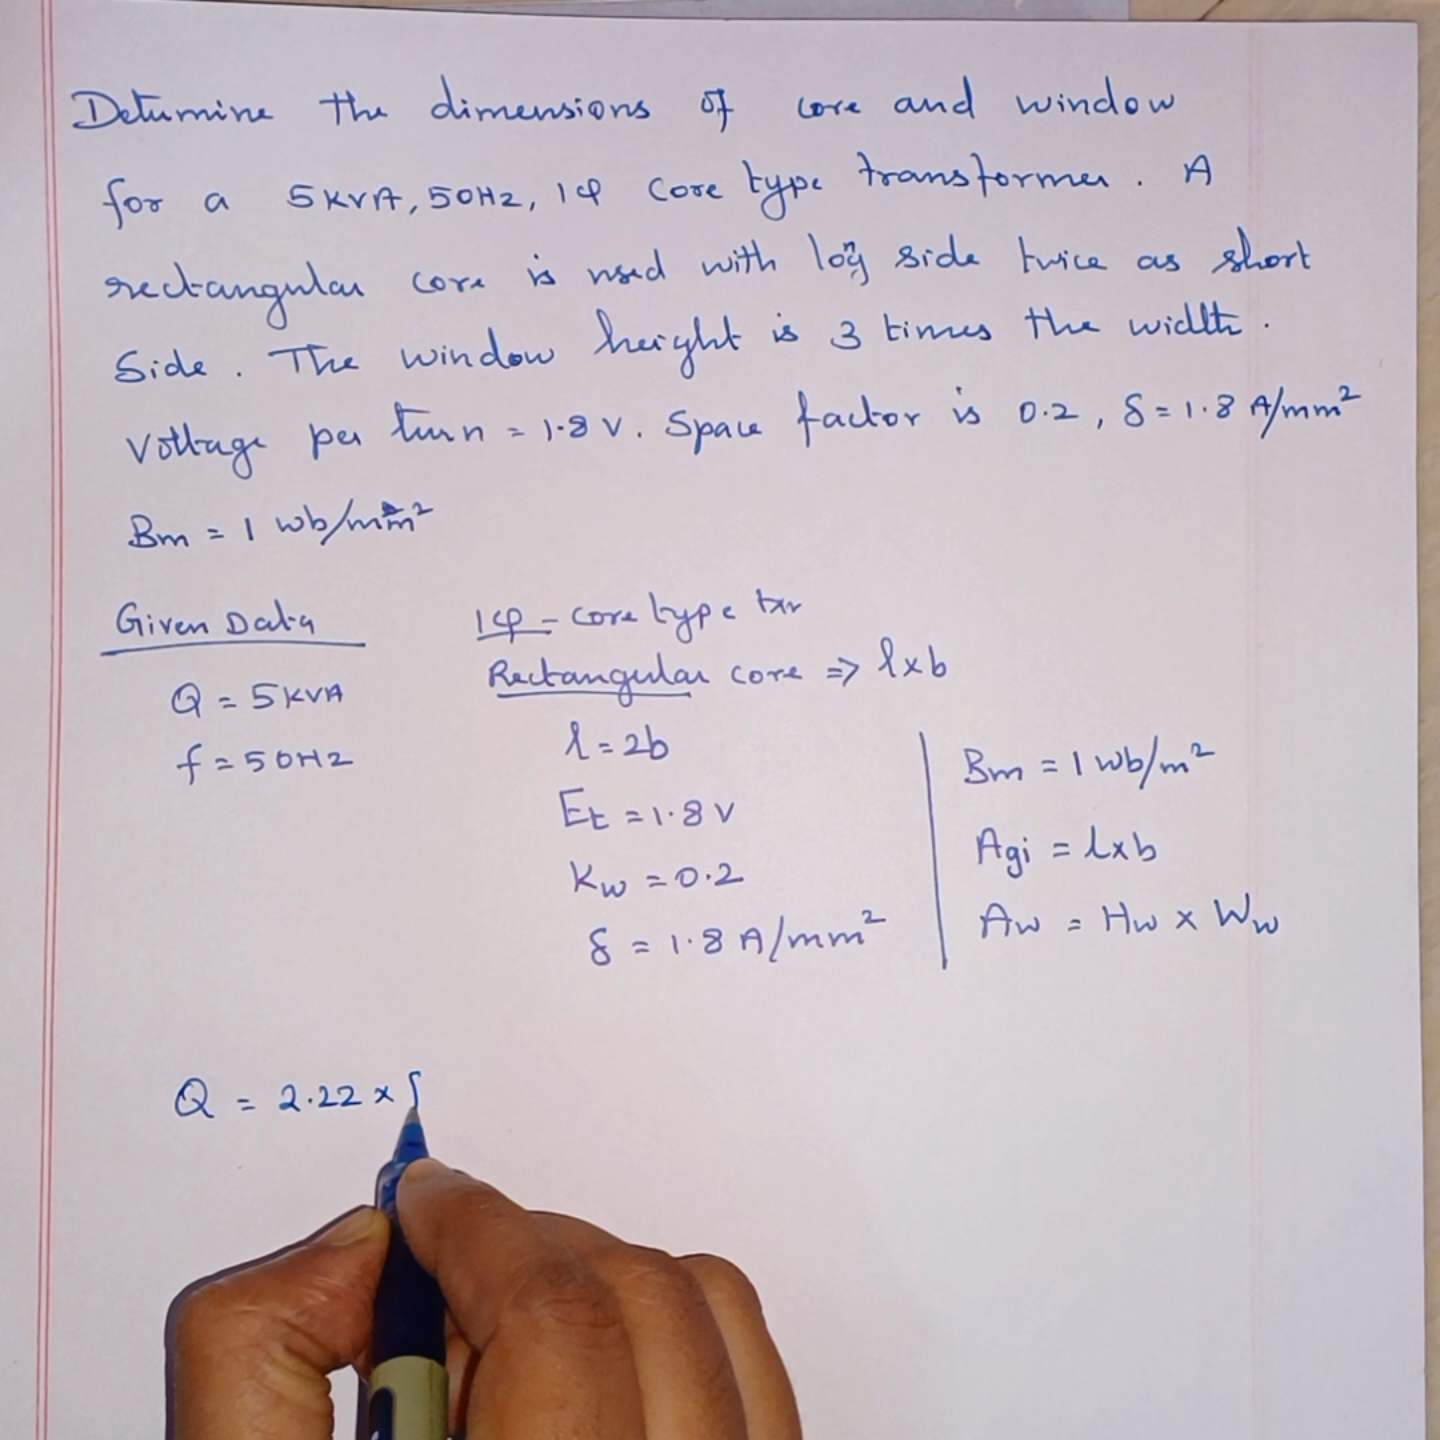 Determine the dimensions of core and window
for a 5KVA, 50Hz, 1φ core type transformer. A
rectangular core is used with long side twice as short
Side. The window height is 3 times the width.
Voltage per turn = 1.8 V. Space factor is 0.2, δ = 1.8 A/mm²
Bm = 1 wb/m²
Given Data
Q = 5KVA
f = 50Hz
1φ - core type txr
Rectangular core => l×b
l = 2b
Et = 1.8 V
Kw = 0.2
δ = 1.8 A/mm²
Bm = 1 wb/m²
Agi = l×b
Aw = Hw × Ww
Q = 2.22 × f